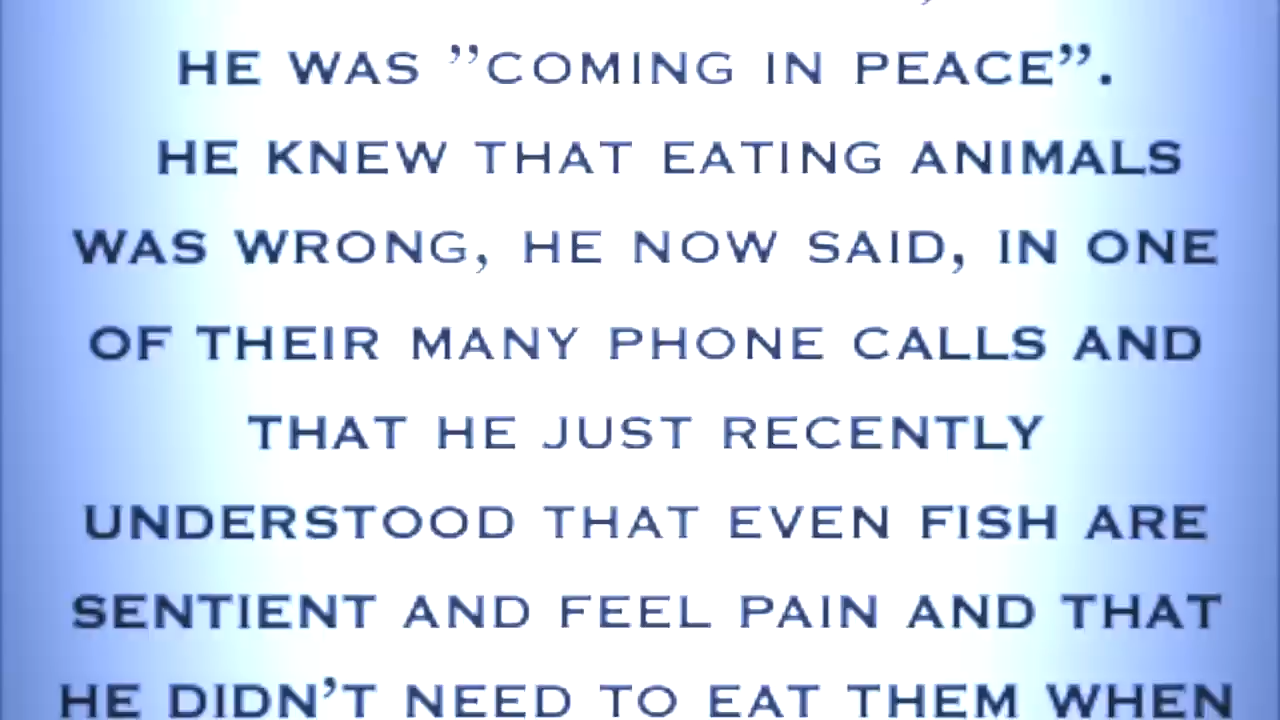 HE WAS ”COMING IN PEACE”.
HE KNEW THAT EATING ANIMALS
WAS WRONG, HE NOW SAID, IN ONE
OF THEIR MANY PHONE CALLS AND
THAT HE JUST RECENTLY
UNDERSTOOD THAT EVEN FISH ARE
SENTIENT AND FEEL PAIN AND THAT
HE DIDN’T NEED TO EAT THEM WHEN